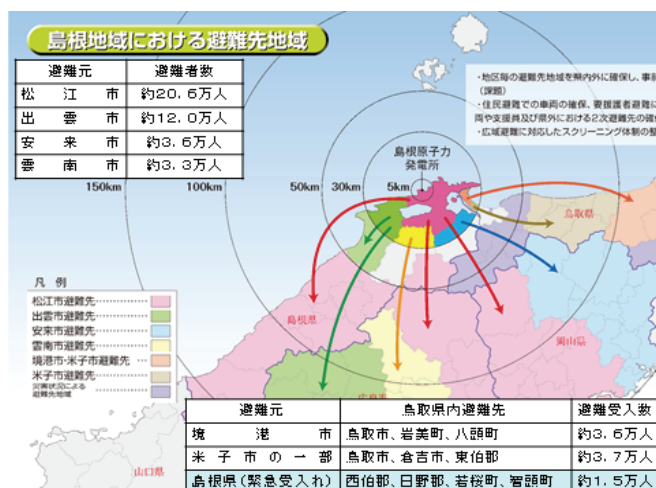 島根地域における避難先地域
避難元 避難者数
松江市 約20.6万人
出雲市 約12.0万人
安来市 約3.6万人
雲南市 約3.3万人
・地区毎の避難先地域を県内外に確保し、事前
(課題)
・住民避難での車両の確保、要援護者避難に
両や支援員及び県外における2次避難先の確
・広域避難に対応したスクリーニング体制の整
島根原子力
発電所
150km 100km 50km 30km 5km
鳥取県
島根県
岡山県
広島県
山口県
凡例
松江市避難先
出雲市避難先
安来市避難先
雲南市避難先
境港市・米子市避難先
米子市避難先
災害状況による
避難先地域
避難元 鳥取県内避難先 避難受入数
境港市 鳥取市、岩美町、八頭町 約3.6万人
米子市の一部 鳥取市、倉吉市、東伯郡 約3.7万人
島根県(緊急受入れ) 西伯郡、日野郡、若桜町、智頭町 約1.5万人